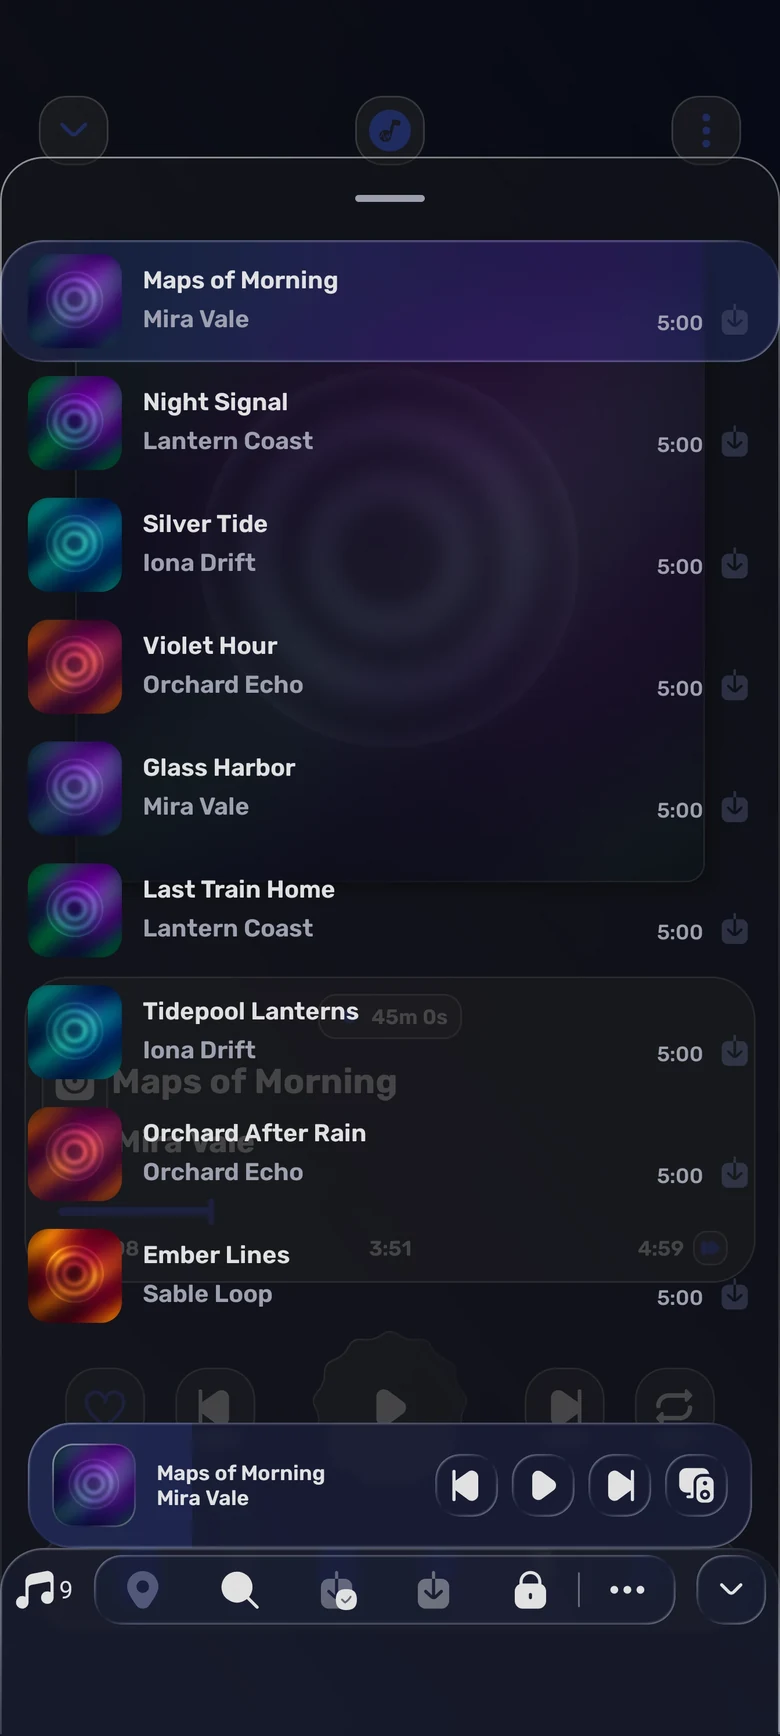 Maps of Morning
Mira Vale
5:00
Night Signal
Lantern Coast
5:00
Silver Tide
Iona Drift
5:00
Violet Hour
Orchard Echo
5:00
Glass Harbor
Mira Vale
5:00
Last Train Home
Lantern Coast
5:00
Tidepool Lanterns
45m 0s
Iona Drift
5:00
Maps of Morning
Orchard After Rain
Mira Vale
Orchard Echo
5:00
Ember Lines
3:51
4:59
Sable Loop
5:00
Maps of Morning
Mira Vale
9